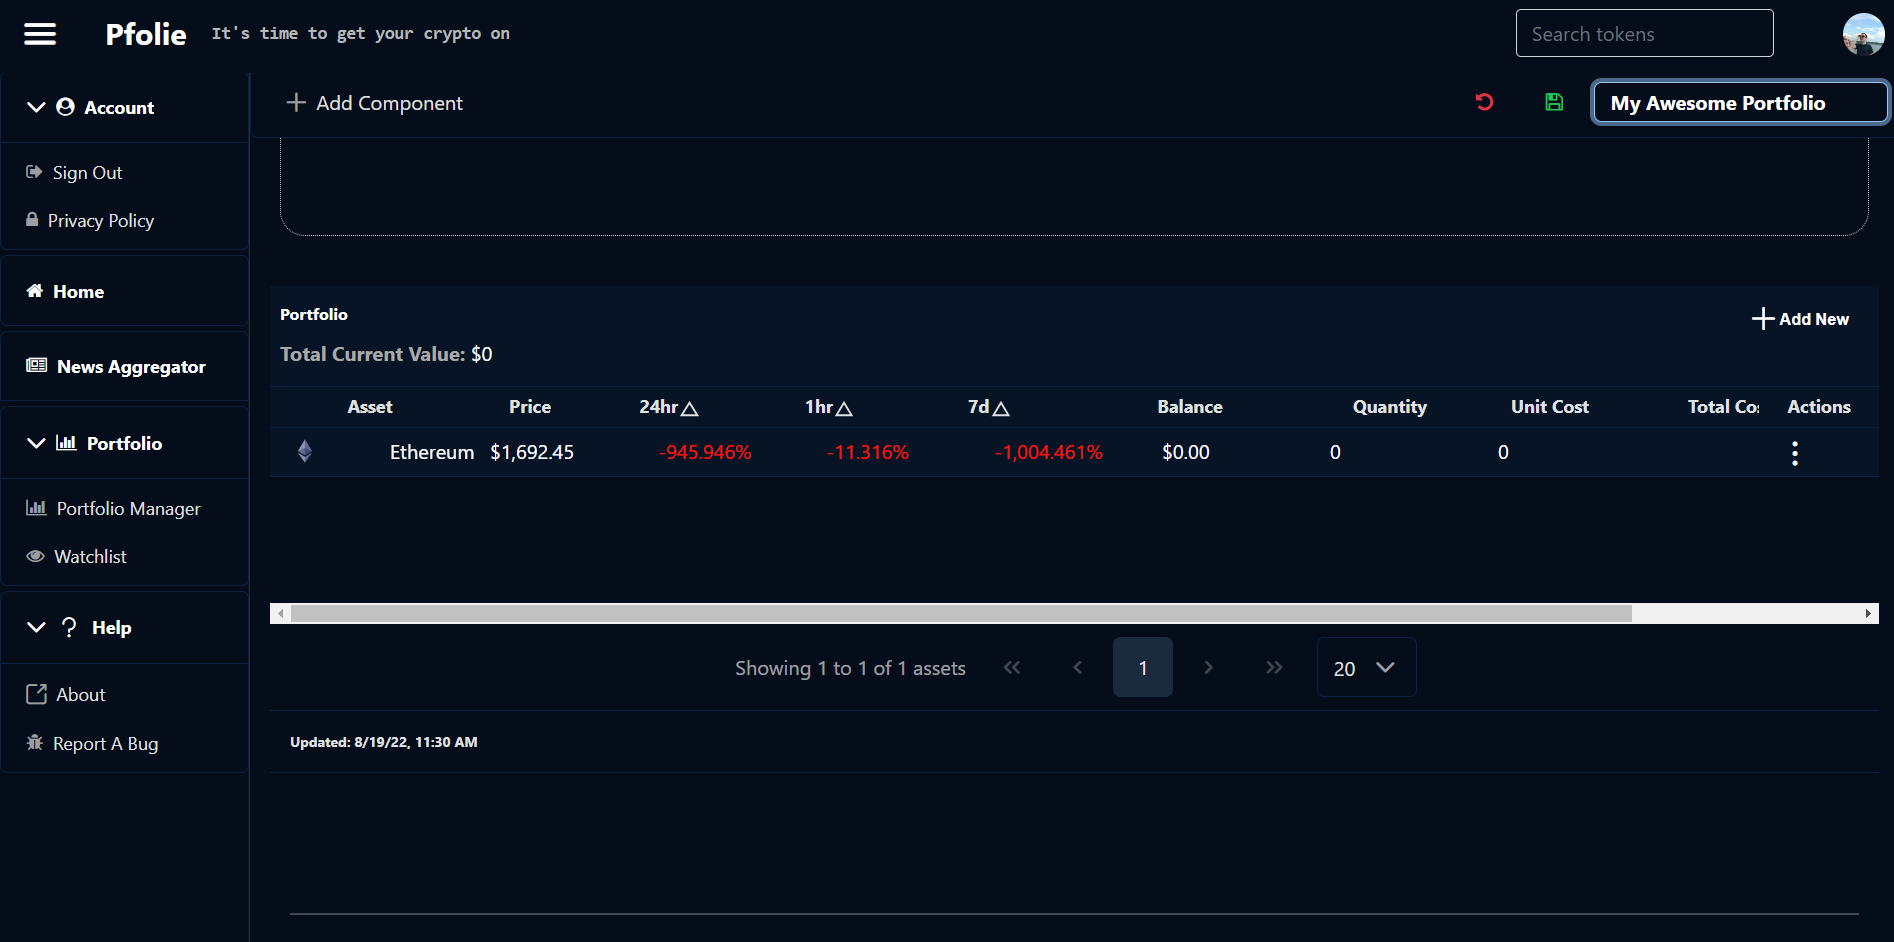 Pfolie It's time to get your crypto on
Search tokens
Account
Sign Out
Privacy Policy
Home
News Aggregator
Portfolio
Portfolio Manager
Watchlist
? Help
About
Report A Bug
Add Component
My Awesome Portfolio
Portfolio
Add New
Total Current Value: $0
Asset Price 24hr△ 1hr△ 7d△ Balance Quantity Unit Cost Total Co Actions
Ethereum $1,692.45 -945.946% -11.316% -1,004.461% $0.00 0 0
Showing 1 to 1 of 1 assets « ‹ 1 › » 20
Updated: 8/19/22, 11:30 AM